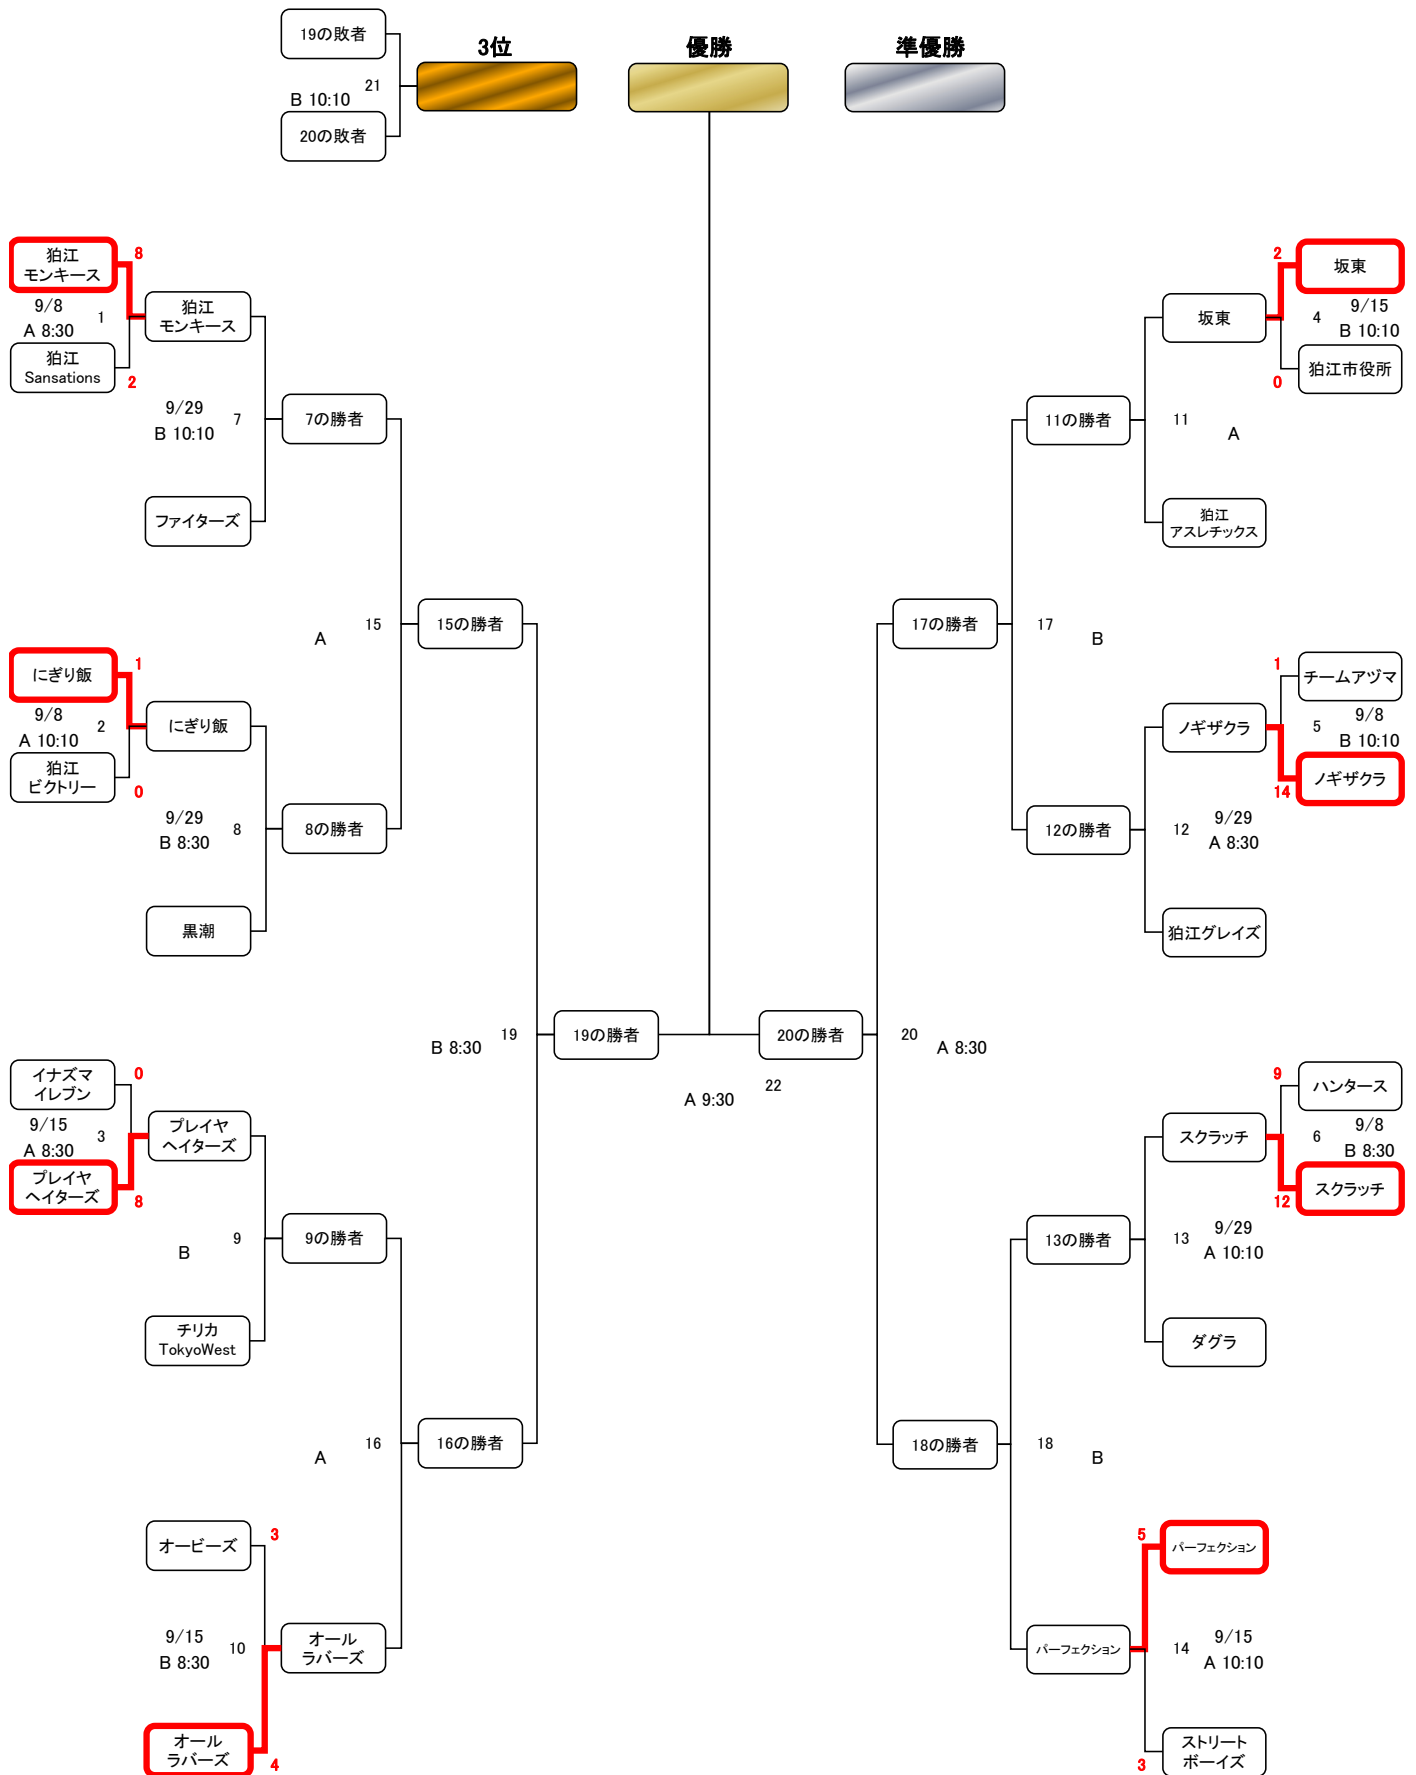 19の敗者
3位
優勝
準優勝
21
B 10:10
20の敗者
狛江
モンキース
8
9/8
A 8:30
1
狛江
モンキース
狛江
Sansations
2
9/29
B 10:10
7
7の勝者
ファイターズ
A
15
15の勝者
にぎり飯
1
9/8
A 10:10
2
にぎり飯
狛江
ビクトリー
0
9/29
B 8:30
8
8の勝者
黒潮
B 8:30
19
19の勝者
イナズマ
イレブン
0
9/15
A 8:30
3
プレイヤ
ヘイターズ
プレイヤ
ヘイターズ
8
B
9
9の勝者
チリカ
TokyoWest
A
16
16の勝者
オービーズ
3
9/15
B 8:30
10
オール
ラバーズ
オール
ラバーズ
4
A 9:30
22
2
坂東
坂東
4
9/15
B 10:10
0
狛江市役所
11の勝者
11
A
狛江
アスレチックス
17の勝者
17
B
1
チームアヅマ
ノギザクラ
5
9/8
B 10:10
14
ノギザクラ
12の勝者
12
9/29
A 8:30
狛江グレイズ
20の勝者
20
A 8:30
9
ハンタース
スクラッチ
6
9/8
B 8:30
12
スクラッチ
13の勝者
13
9/29
A 10:10
ダグラ
18の勝者
18
B
5
パーフェクション
パーフェクション
14
9/15
A 10:10
3
ストリート
ボーイズ